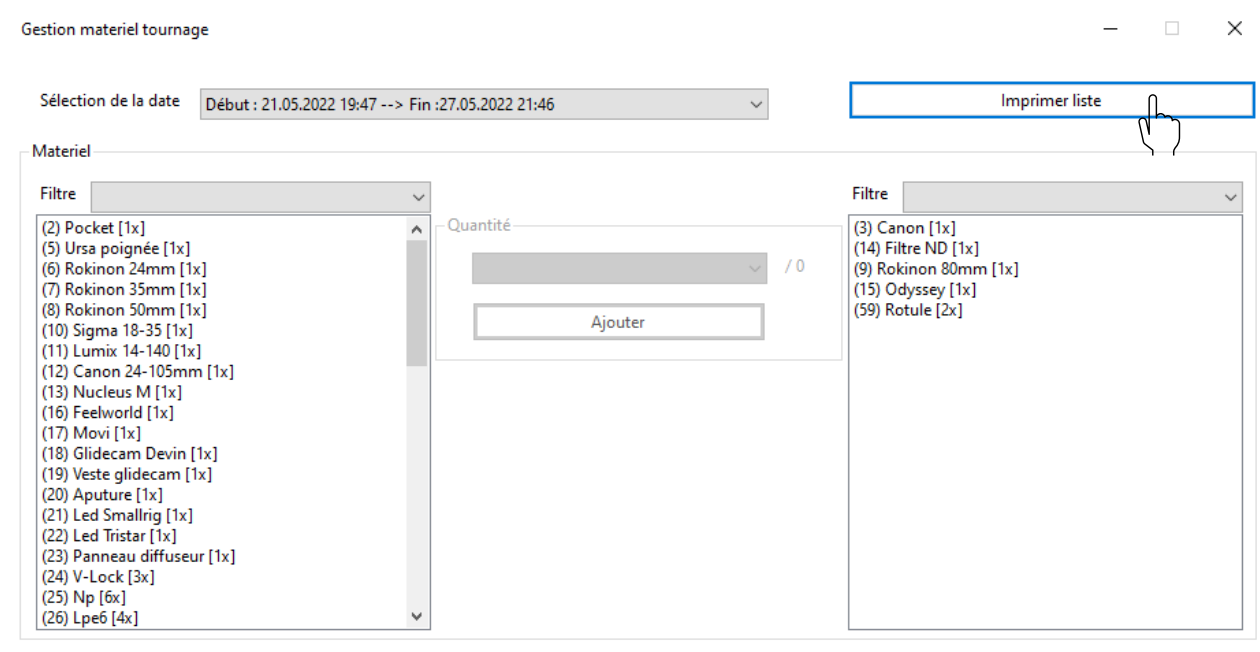 Gestion materiel tournage
Sélection de la date
Début : 21.05.2022 19:47 --> Fin :27.05.2022 21:46
Imprimer liste
Materiel
Filtre
(2) Pocket [1x]
(5) Ursa poignée [1x]
(6) Rokinon 24mm [1x]
(7) Rokinon 35mm [1x]
(8) Rokinon 50mm [1x]
(10) Sigma 18-35 [1x]
(11) Lumix 14-140 [1x]
(12) Canon 24-105mm [1x]
(13) Nucleus M [1x]
(16) Feelworld [1x]
(17) Movi [1x]
(18) Glidecam Devin [1x]
(19) Veste glidecam [1x]
(20) Aputure [1x]
(21) Led Smallrig [1x]
(22) Led Tristar [1x]
(23) Panneau diffuseur [1x]
(24) V-Lock [3x]
(25) Np [6x]
(26) Lpe6 [4x]
Quantité
/ 0
Ajouter
Filtre
(3) Canon [1x]
(14) Filtre ND [1x]
(9) Rokinon 80mm [1x]
(15) Odyssey [1x]
(59) Rotule [2x]